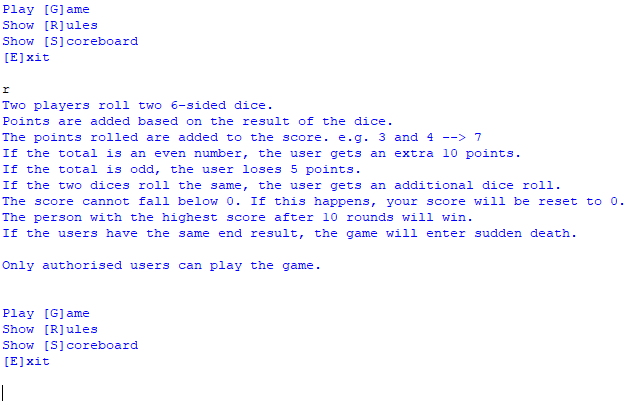 Play [G]ame
Show [R]ules
Show [S]coreboard
[E]xit
r
Two players roll two 6-sided dice.
Points are added based on the result of the dice.
The points rolled are added to the score. e.g. 3 and 4 --> 7
If the total is an even number, the user gets an extra 10 points.
If the total is odd, the user loses 5 points.
If the two dices roll the same, the user gets an additional dice roll.
The score cannot fall below 0. If this happens, your score will be reset to 0.
The person with the highest score after 10 rounds will win.
If the users have the same end result, the game will enter sudden death.
Only authorised users can play the game.
Play [G]ame
Show [R]ules
Show [S]coreboard
[E]xit